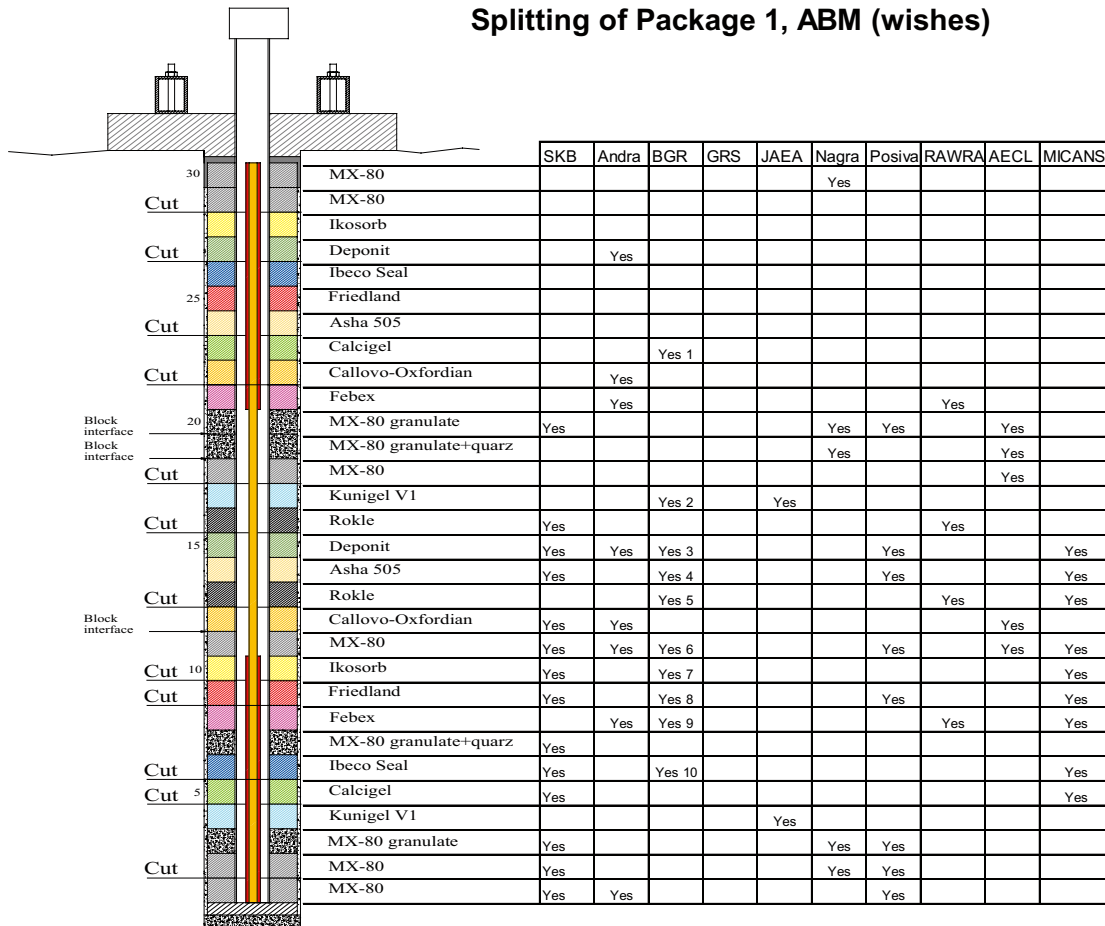 Splitting of Package 1, ABM (wishes)
SKB Andra BGR GRS JAEA Nagra Posiva RAWRA AECL MICANS
30 MX-80 Yes
Cut MX-80
Ikosorb
Cut Deponit Yes
Ibeco Seal
25 Friedland
Cut Asha 505
Calcigel Yes 1
Cut Callovo-Oxfordian Yes
Febex Yes Yes
Block interface 20 MX-80 granulate Yes Yes Yes Yes
Block interface MX-80 granulate+quarz Yes Yes
Cut MX-80 Yes
Kunigel V1 Yes 2 Yes
Cut Rokle Yes Yes
15 Deponit Yes Yes Yes 3 Yes Yes
Asha 505 Yes Yes 4 Yes Yes
Cut Rokle Yes 5 Yes Yes
Block interface Callovo-Oxfordian Yes Yes Yes
MX-80 Yes Yes Yes 6 Yes Yes Yes
Cut 10 Ikosorb Yes Yes 7 Yes
Cut Friedland Yes Yes 8 Yes Yes
Febex Yes Yes 9 Yes Yes
MX-80 granulate+quarz Yes
Cut Ibeco Seal Yes Yes 10 Yes
Cut 5 Calcigel Yes Yes
Kunigel V1 Yes
MX-80 granulate Yes Yes Yes
Cut MX-80 Yes Yes Yes
MX-80 Yes Yes Yes